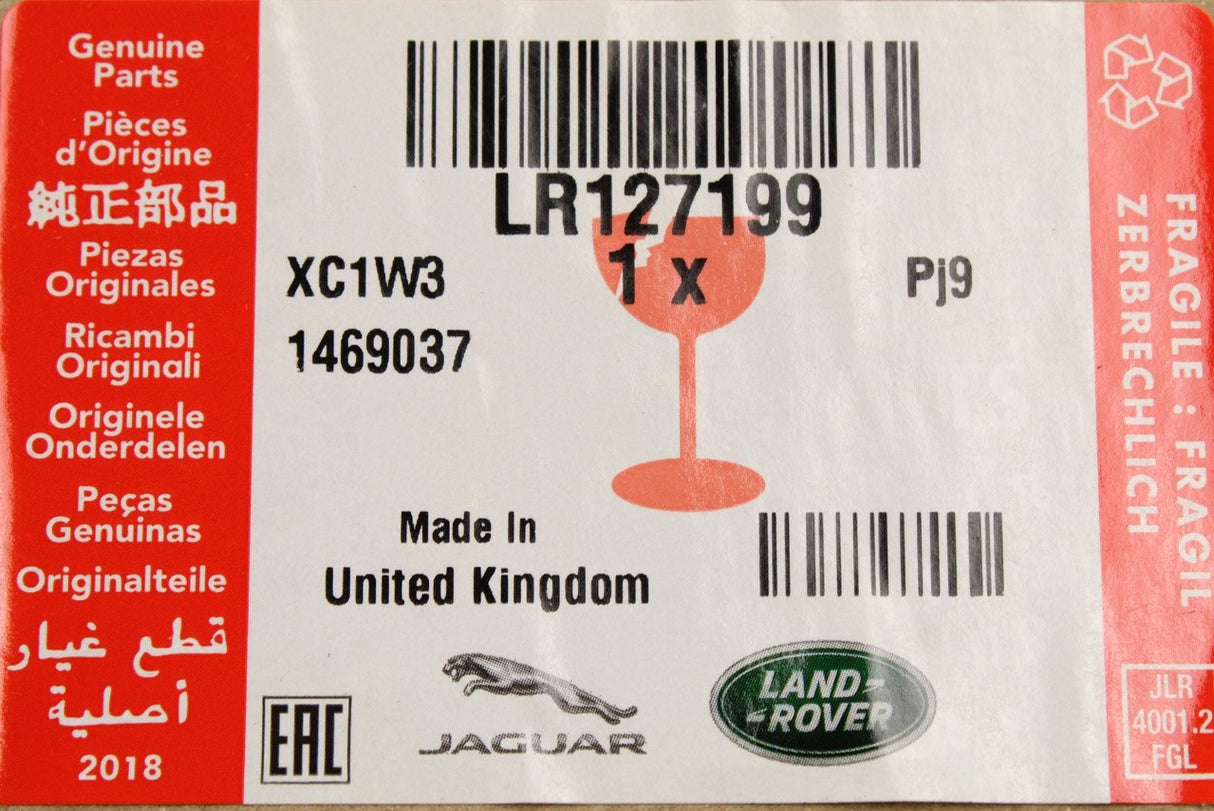 Genuine
Parts
Pièces
d'Origine
純正部品
Piezas
Originales
Ricambi
Originali
Originele
Onderdelen
Peças
Genuinas
Originalteile
قطع غيار
أصلية
2018
LR127199
XC1W3
1 x
Pj9
1469037
Made In
United Kingdom
EAC
JAGUAR
LAND-
-ROVER
FRAGILE : FRAGIL
ZERBRECHLICH
JLR
4001.2
FGL